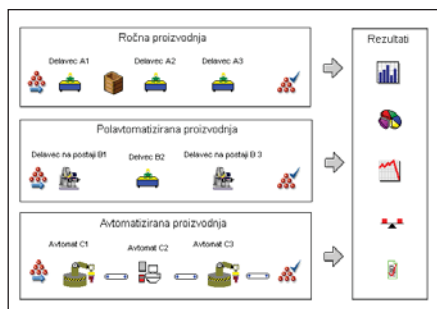 Ročna proizvodnja
Delavec A1
Delavec A2
Delavec A3
Polavtomatizirana proizvodnja
Delavec na postaji B1
Delvec B2
Delavec na postaji B 3
Avtomatizirana proizvodnja
Avtomat C1
Avtomat C2
Avtomat C3
Rezultati